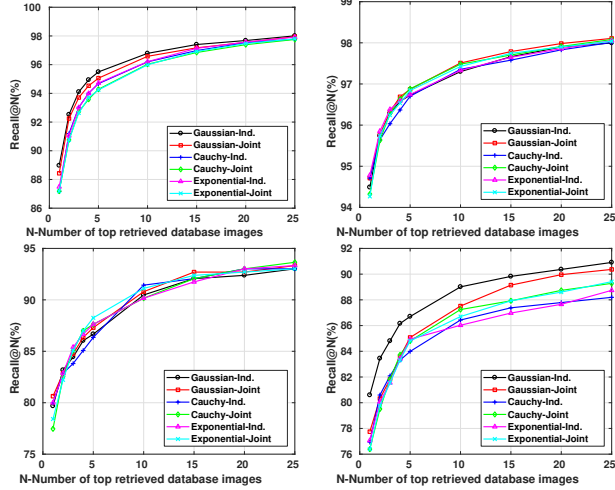 100
98
96
94
92
90
88
86
Recall@N(%)
0 5 10 15 20 25
N-Number of top retrieved database images
Gaussian-Ind.
Gaussian-Joint
Cauchy-Ind.
Cauchy-Joint
Exponential-Ind.
Exponential-Joint
99
98
97
96
95
94
Recall@N(%)
0 5 10 15 20 25
N-Number of top retrieved database images
Gaussian-Ind.
Gaussian-Joint
Cauchy-Ind.
Cauchy-Joint
Exponential-Ind.
Exponential-Joint
95
90
85
80
75
Recall@N(%)
0 5 10 15 20 25
N-Number of top retrieved database images
Gaussian-Ind.
Gaussian-Joint
Cauchy-Ind.
Cauchy-Joint
Exponential-Ind.
Exponential-Joint
92
90
88
86
84
82
80
78
76
Recall@N(%)
0 5 10 15 20 25
N-Number of top retrieved database images
Gaussian-Ind.
Gaussian-Joint
Cauchy-Ind.
Cauchy-Joint
Exponential-Ind.
Exponential-Joint